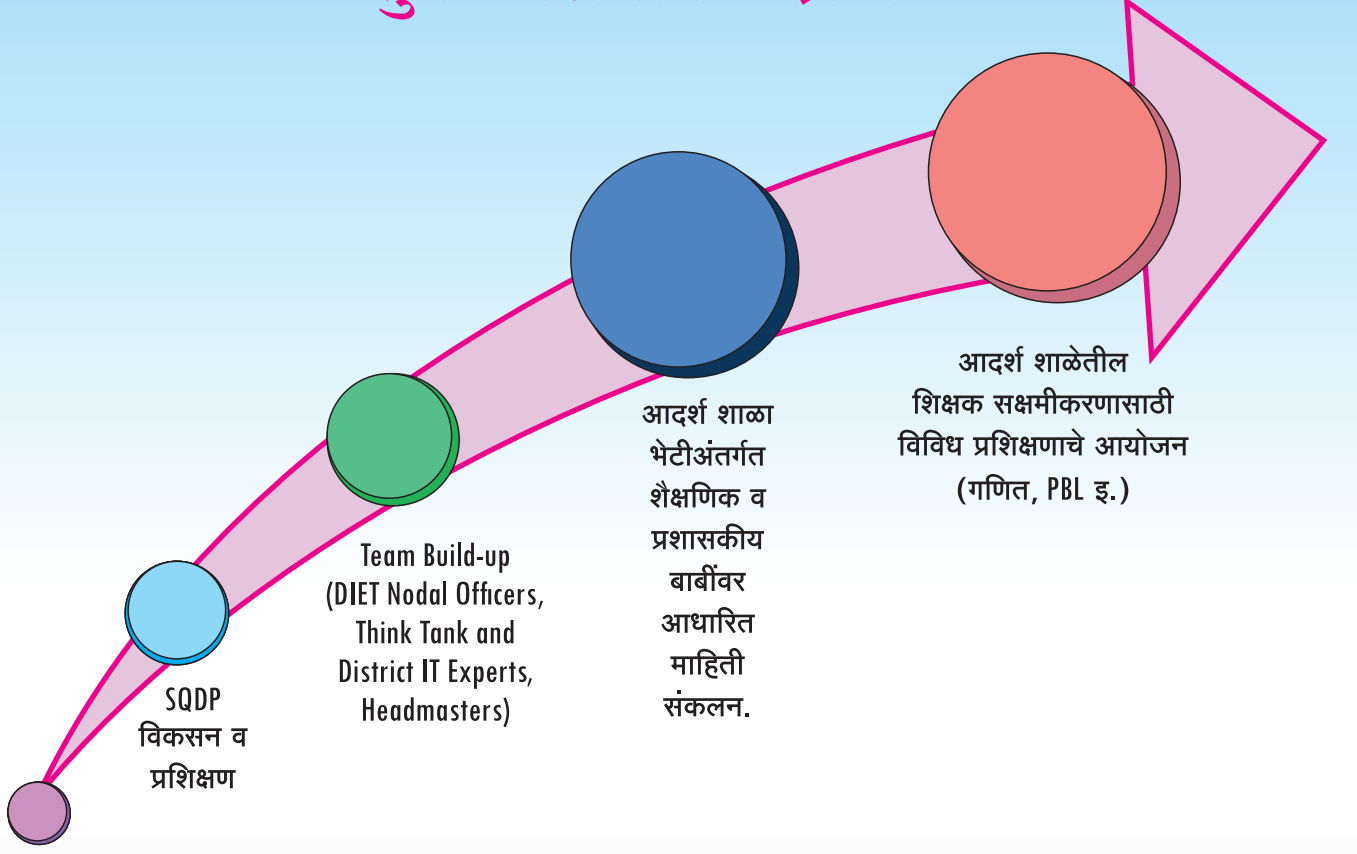 SQDP
विकसन व
प्रशिक्षण
Team Build-up
(DIET Nodal Officers,
Think Tank and
District IT Experts,
Headmasters)
आदर्श शाळा
भेटीअंतर्गत
शैक्षणिक व
प्रशासकीय
बाबींवर
आधारित
माहिती
संकलन.
आदर्श शाळेतील
शिक्षक सक्षमीकरणासाठी
विविध प्रशिक्षणाचे आयोजन
(गणित, PBL इ.)